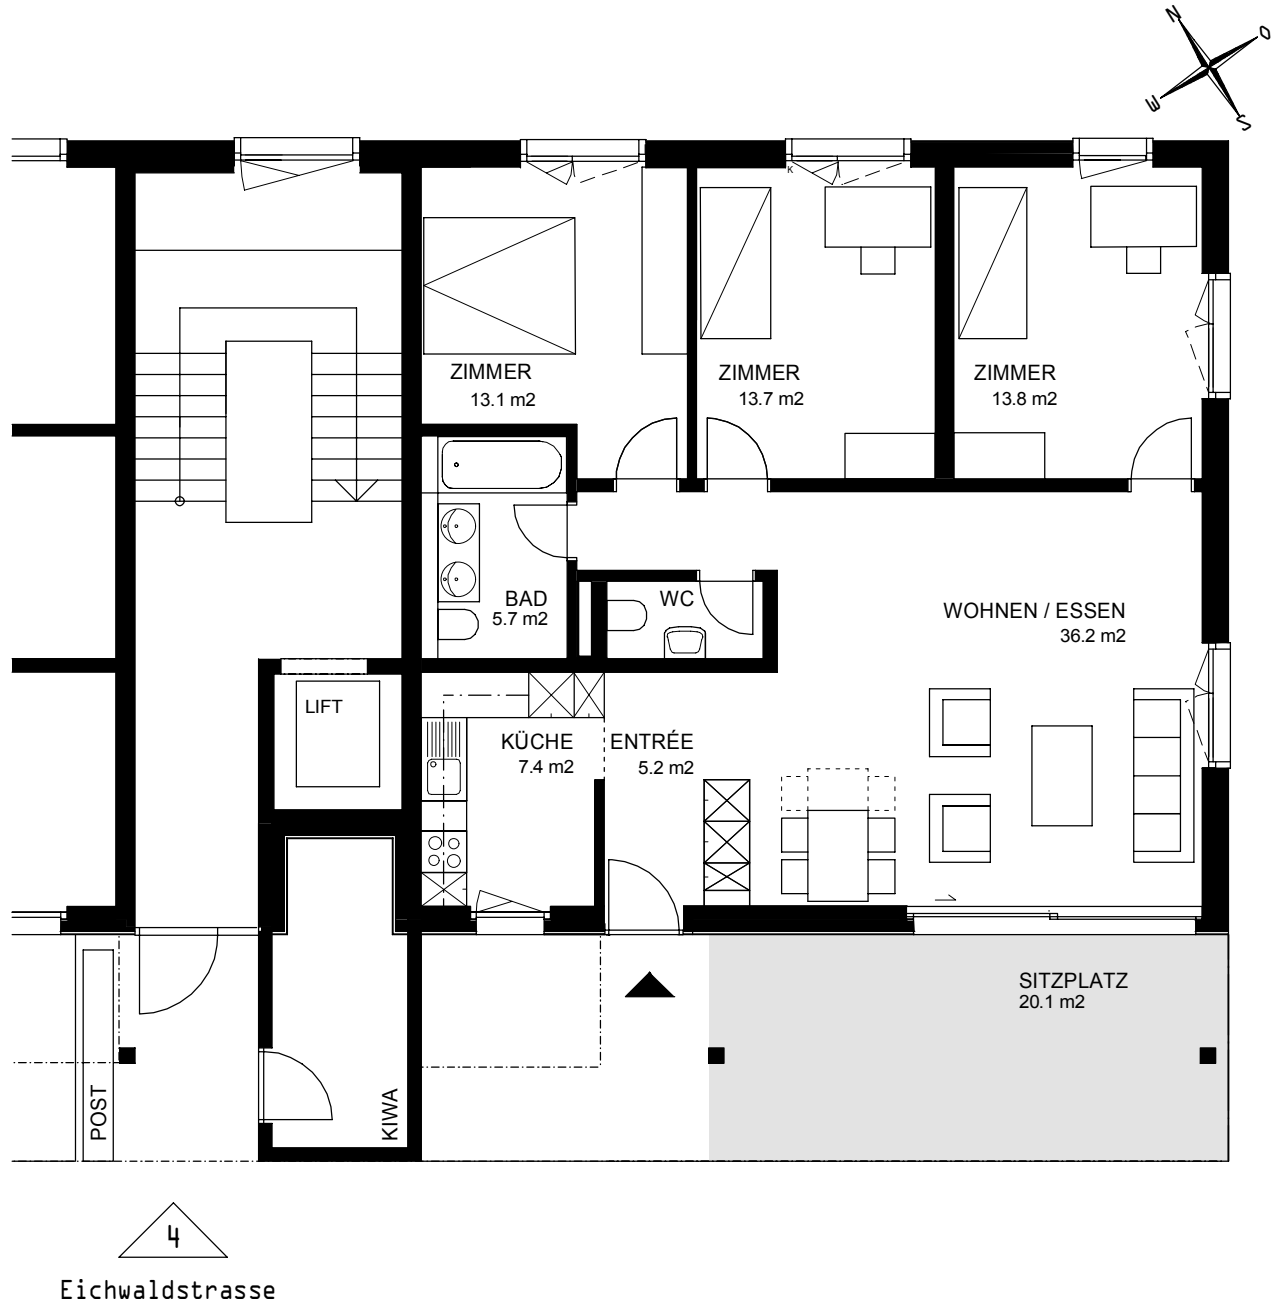 N
O
W
S
K
ZIMMER
13.1 m2
ZIMMER
13.7 m2
ZIMMER
13.8 m2
BAD
5.7 m2
WC
WOHNEN / ESSEN
36.2 m2
LIFT
KÜCHE
7.4 m2
ENTRÉE
5.2 m2
SITZPLATZ
20.1 m2
POST
KIWA
4
Eichwaldstrasse